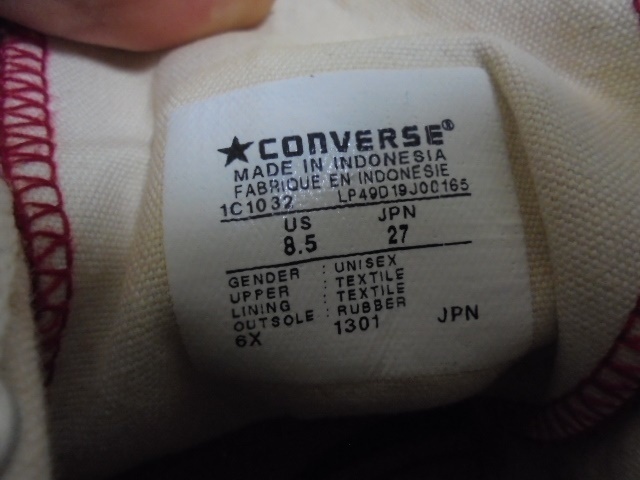 ★CONVERSE®
MADE IN INDONESIA
FABRIQUE EN INDONESIE
1C1032 LP49D19J00165
US JPN
8.5 27
GENDER : UNISEX
UPPER : TEXTILE
LINING : TEXTILE
OUTSOLE : RUBBER
6X 1301 JPN